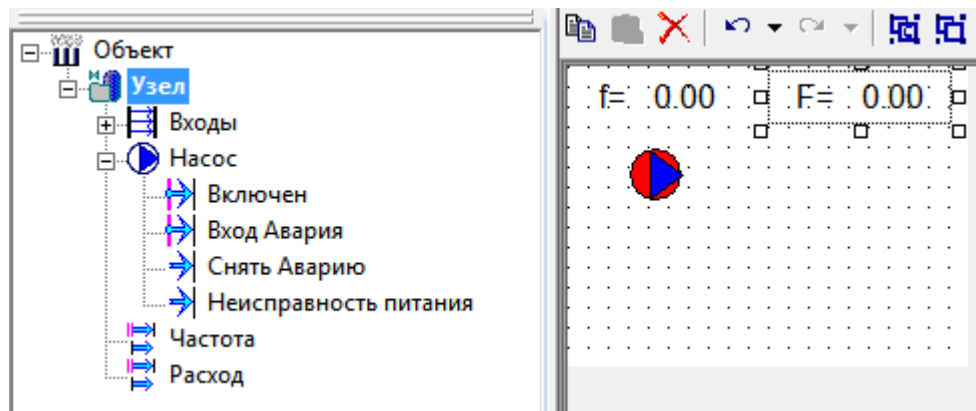 Объект
Узел
Входы
Насос
Включен
Вход Авария
Снять Аварию
Неисправность питания
Частота
Расход
f= 0.00 F= 0.00